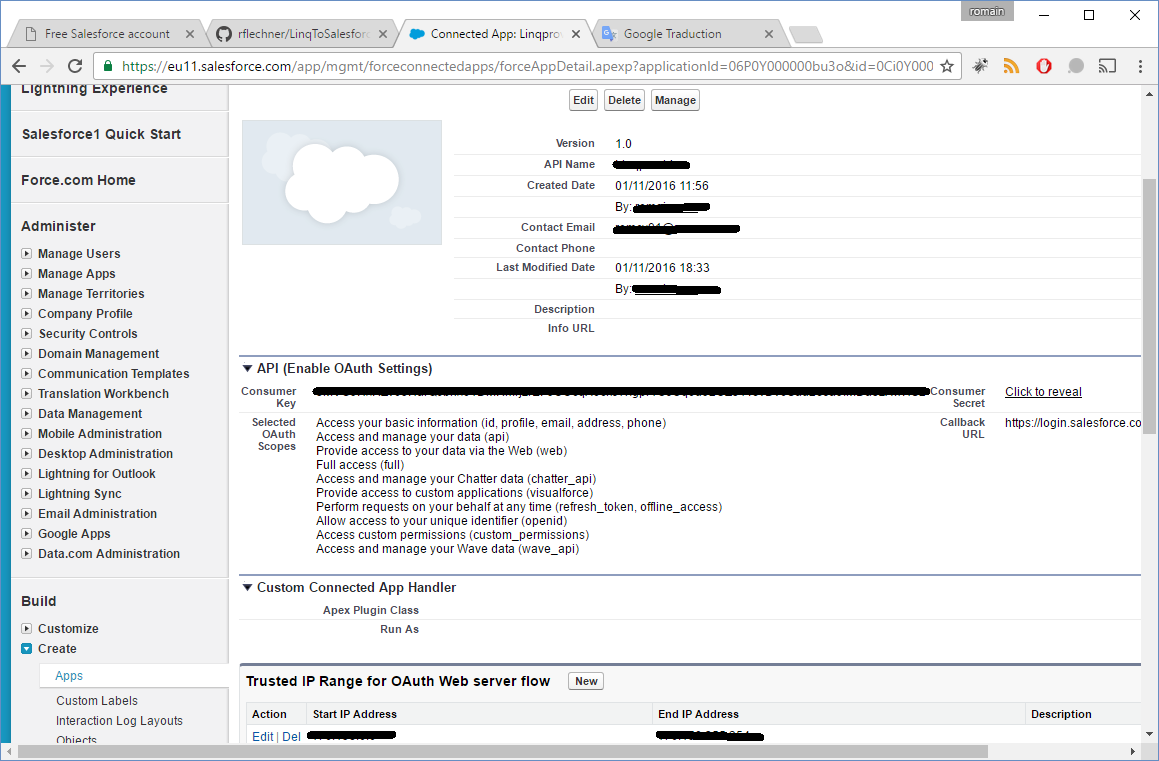 romain
Free Salesforce account
rflechner/LinqToSalesforc
Connected App: Linqprov
Google Traduction
https://eu11.salesforce.com/app/mgmt/forceconnectedapps/forceAppDetail.apexp?applicationId=06P0Y000000bu3o&id=0Ci0Y000
Lightning Experience
Salesforce1 Quick Start
Force.com Home
Administer
Manage Users
Manage Apps
Manage Territories
Company Profile
Security Controls
Domain Management
Communication Templates
Translation Workbench
Data Management
Mobile Administration
Desktop Administration
Lightning for Outlook
Lightning Sync
Email Administration
Google Apps
Data.com Administration
Build
Customize
Create
Apps
Custom Labels
Interaction Log Layouts
Objects
Edit Delete Manage
Version 1.0
API Name
Created Date 01/11/2016 11:56
By:
Contact Email
Contact Phone
Last Modified Date 01/11/2016 18:33
By:
Description
Info URL
API (Enable OAuth Settings)
Consumer Key
Consumer Secret Click to reveal
Selected OAuth Scopes
Access your basic information (id, profile, email, address, phone)
Access and manage your data (api)
Provide access to your data via the Web (web)
Full access (full)
Access and manage your Chatter data (chatter_api)
Provide access to custom applications (visualforce)
Perform requests on your behalf at any time (refresh_token, offline_access)
Allow access to your unique identifier (openid)
Access custom permissions (custom_permissions)
Access and manage your Wave data (wave_api)
Callback URL https://login.salesforce.co
Custom Connected App Handler
Apex Plugin Class
Run As
Trusted IP Range for OAuth Web server flow New
Action Start IP Address End IP Address Description
Edit | Del